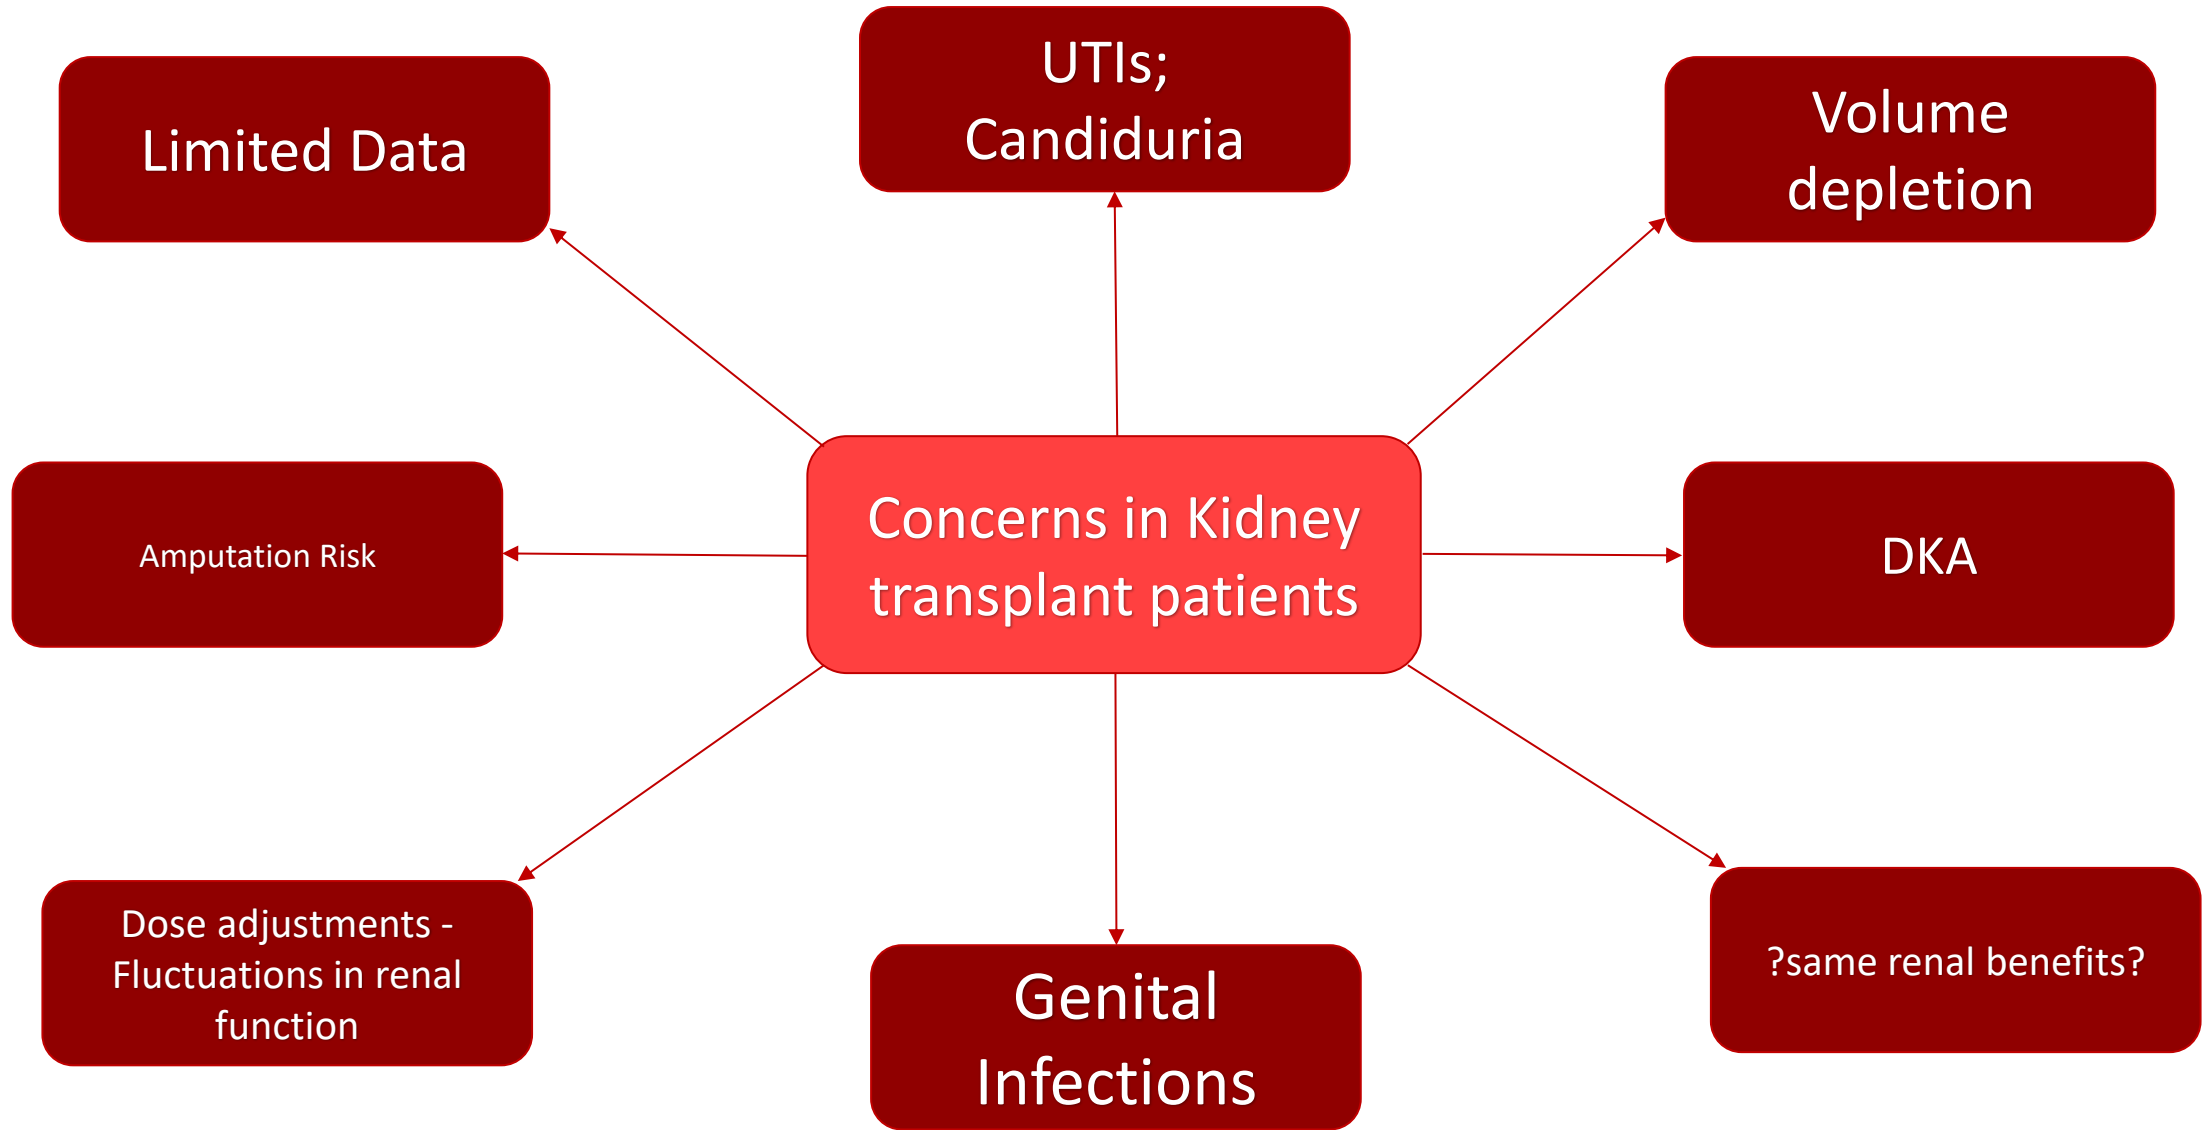 UTIs;
Candiduria
Limited Data
Volume
depletion
Concerns in Kidney
transplant patients
Amputation Risk
DKA
Dose adjustments -
Fluctuations in renal
function
Genital
Infections
?same renal benefits?